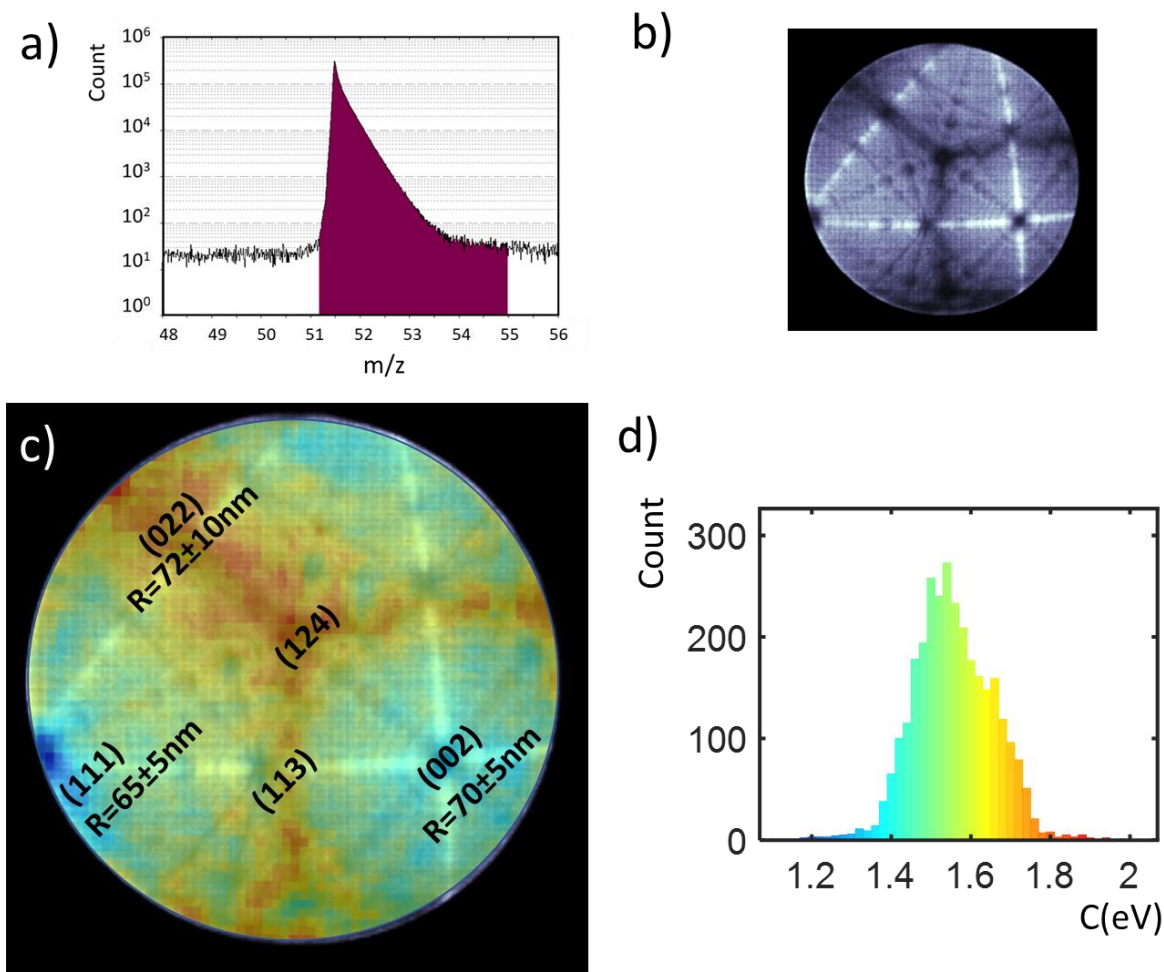 a)
Count
10⁶
10⁵
10⁴
10³
10²
10¹
10⁰
48 49 50 51 52 53 54 55 56
m/z
b)
c)
(022)
R=72±10nm
(124)
(111)
R=65±5nm
(113)
(002)
R=70±5nm
d)
Count
300
200
100
0
1.2 1.4 1.6 1.8 2
C(eV)